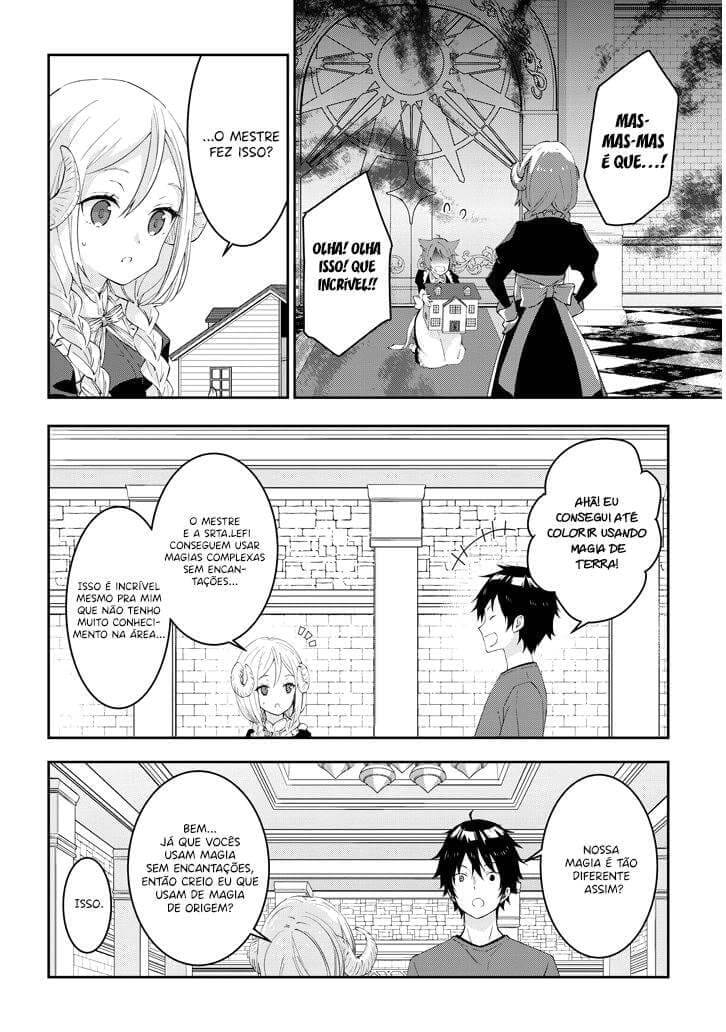 MAS-
MAS-MAS
É QUE...!
OLHA! OLHA
ISSO! QUE
INCRÍVEL!!
...O MESTRE
FEZ ISSO?
AHÃ! EU
CONSEGUI ATÉ
COLORIR USANDO
MAGIA DE
TERRA!
O MESTRE
E A SRTA.LEFI
CONSEGUEM USAR
MAGIAS COMPLEXAS
SEM ENCAN-
TAÇÕES...
ISSO É INCRÍVEL
MESMO PRA MIM
QUE NÃO TENHO
MUITO CONHECI-
MENTO NA ÁREA...
NOSSA
MAGIA É TÃO
DIFERENTE
ASSIM?
BEM...
JÁ QUE VOCÊS
USAM MAGIA
SEM ENCANTAÇÕES,
ENTÃO CREIO EU QUE
USAM DE MAGIA
DE ORIGEM?
ISSO.